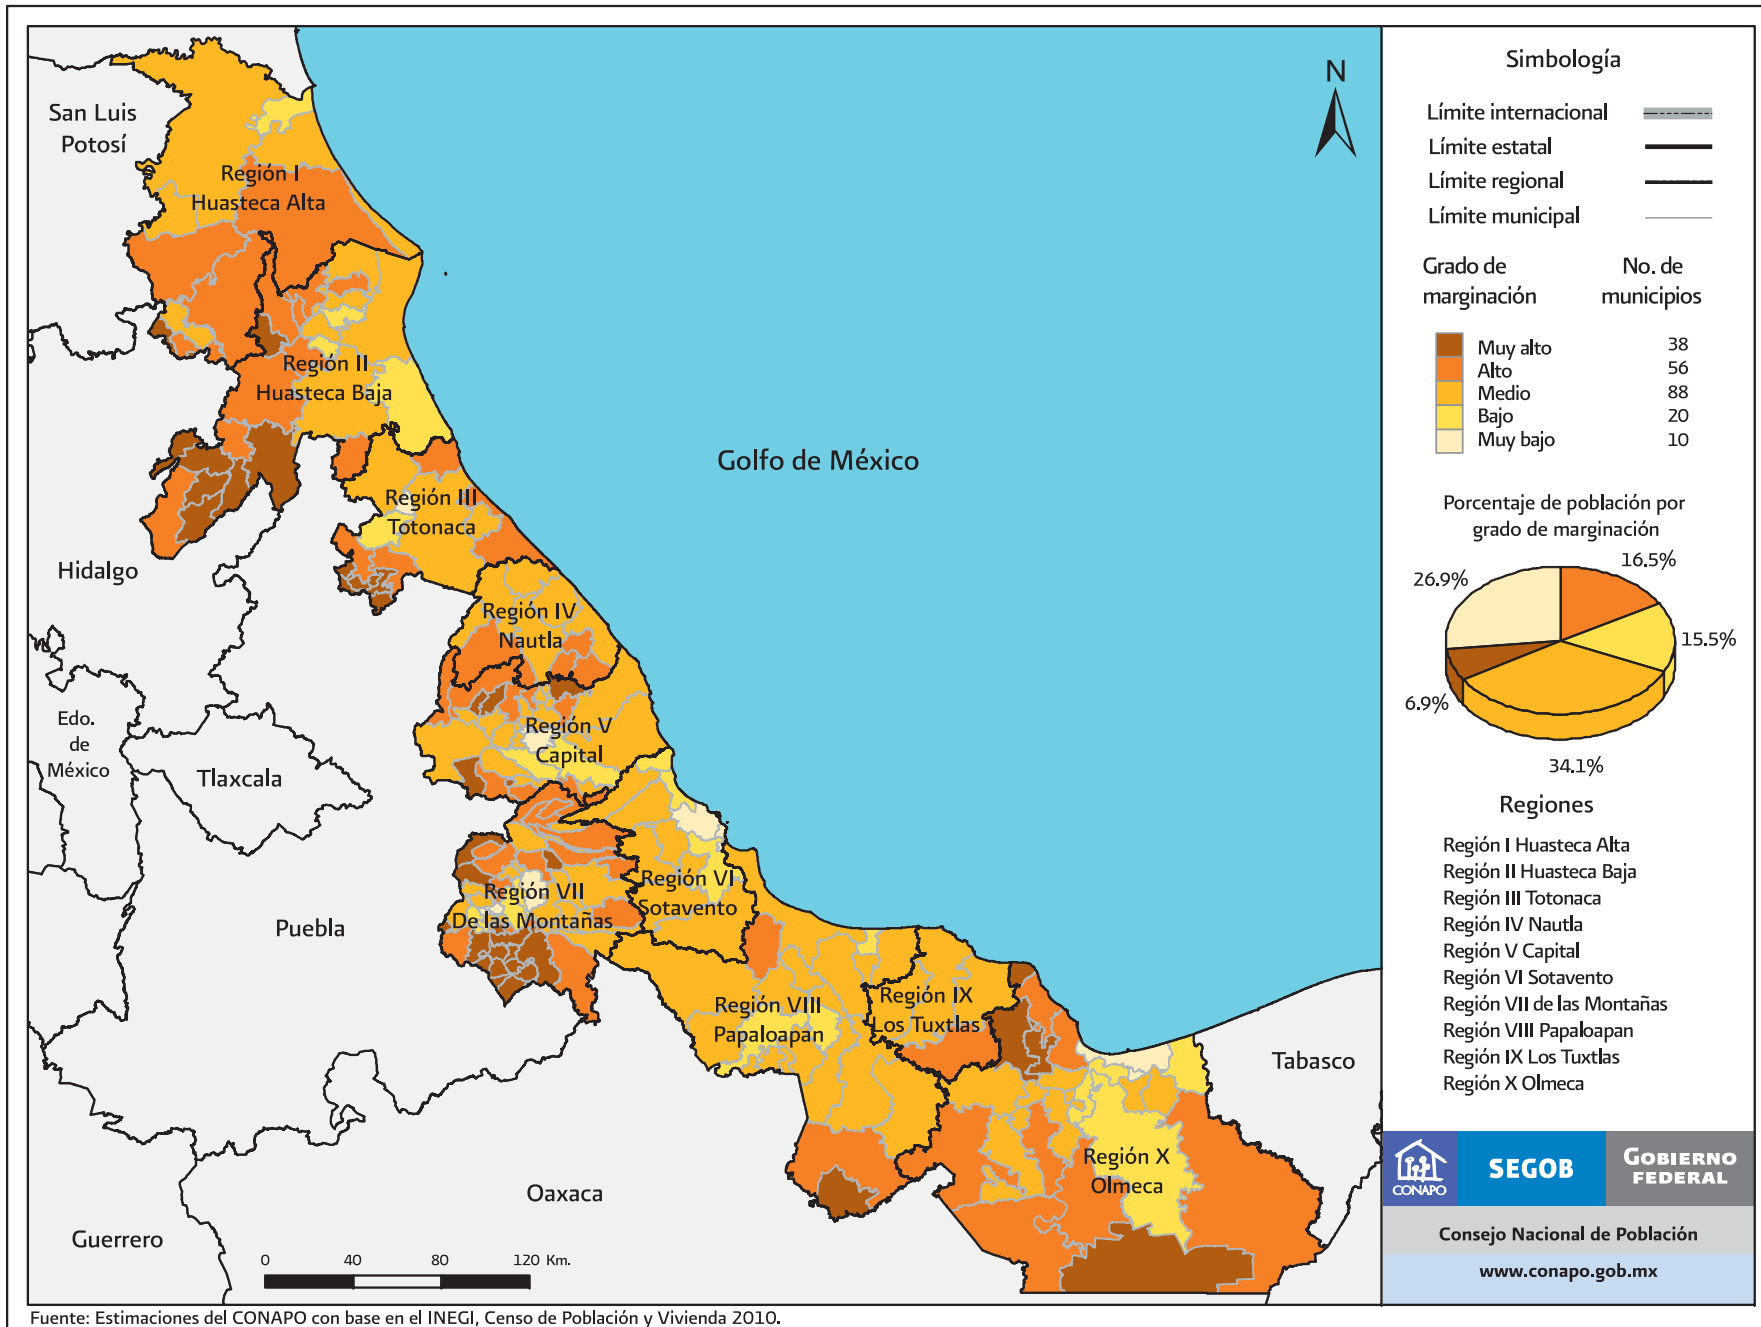 San Luis
Potosí
Región I
Huasteca Alta
Región II
Huasteca Baja
Región III
Totonaca
Hidalgo
Región IV
Nautla
Edo.
de
México
Tlaxcala
Región V
Capital
Puebla
Región VII
De las Montañas
Región VI
Sotavento
Región VIII
Papaloapan
Región IX
Los Tuxtlas
Región X
Olmeca
Oaxaca
Guerrero
Tabasco
Golfo de México
N
0 40 80 120 Km.
Simbología
Límite internacional
Límite estatal
Límite regional
Límite municipal
Grado de No. de
marginación municipios
Muy alto 38
Alto 56
Medio 88
Bajo 20
Muy bajo 10
Porcentaje de población por
grado de marginación
16.5%
26.9%
15.5%
6.9%
34.1%
Regiones
Región I Huasteca Alta
Región II Huasteca Baja
Región III Totonaca
Región IV Nautla
Región V Capital
Región VI Sotavento
Región VII de las Montañas
Región VIII Papaloapan
Región IX Los Tuxtlas
Región X Olmeca
CONAPO
SEGOB
GOBIERNO
FEDERAL
Consejo Nacional de Población
www.conapo.gob.mx
Fuente: Estimaciones del CONAPO con base en el INEGI, Censo de Población y Vivienda 2010.